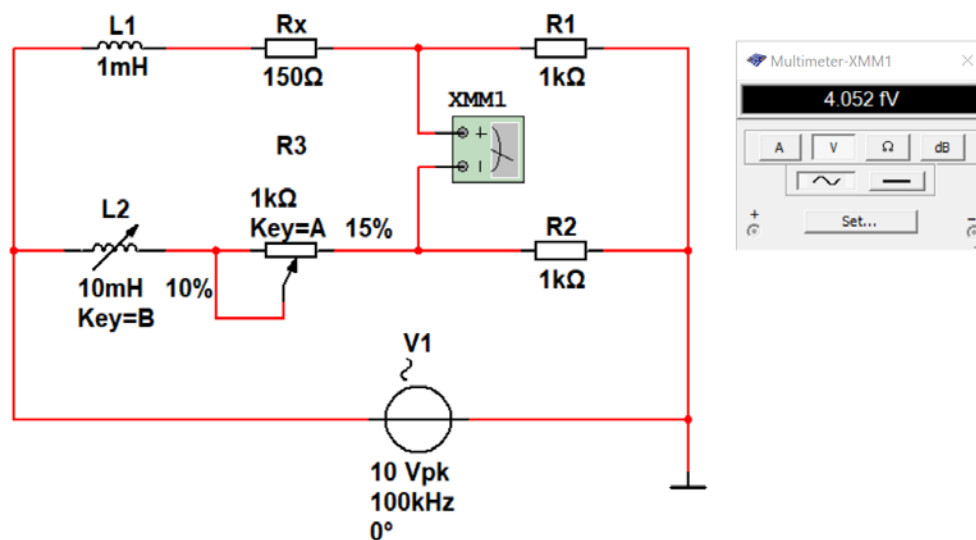 L1
1mH
Rx
150Ω
R1
1kΩ
XMM1
+
R3
1kΩ
Key=A
15%
L2
10mH
10%
Key=B
R2
1kΩ
V1
10 Vpk
100kHz
0°
Multimeter-XMM1
4.052 fV
A
V
Ω
dB
+
Set...
−